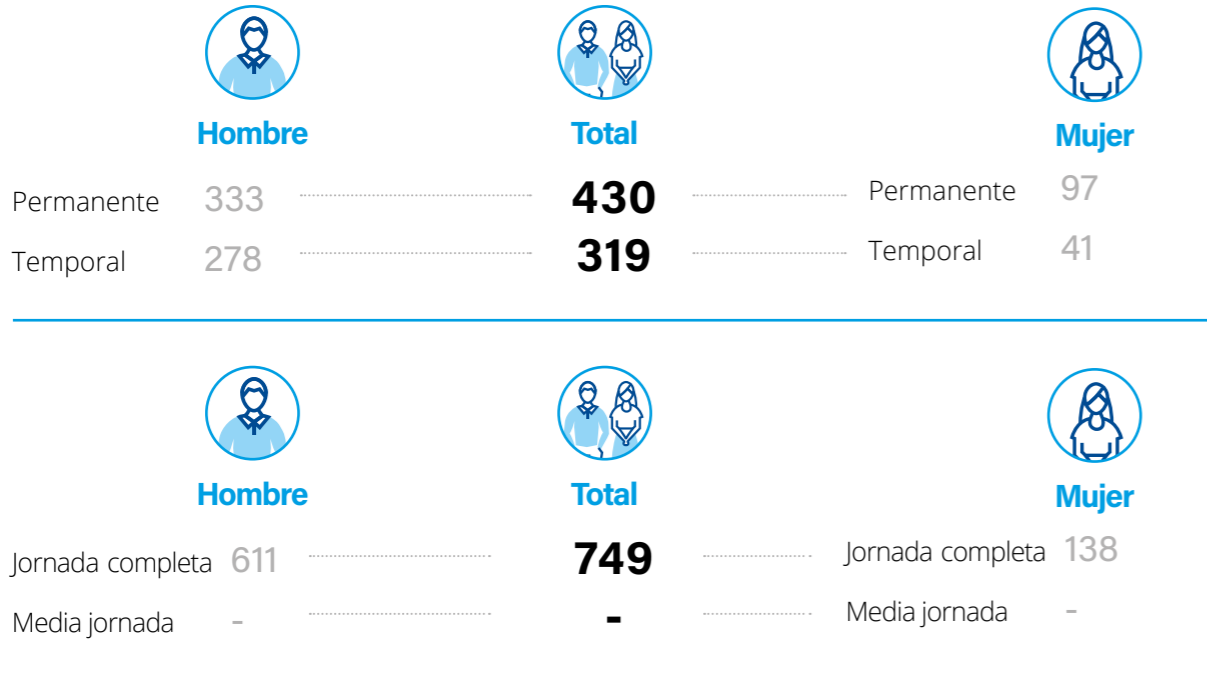 Hombre Total Mujer
Permanente 333 430 Permanente 97
Temporal 278 319 Temporal 41
Hombre Total Mujer
Jornada completa 611 749 Jornada completa 138
Media jornada - - Media jornada -